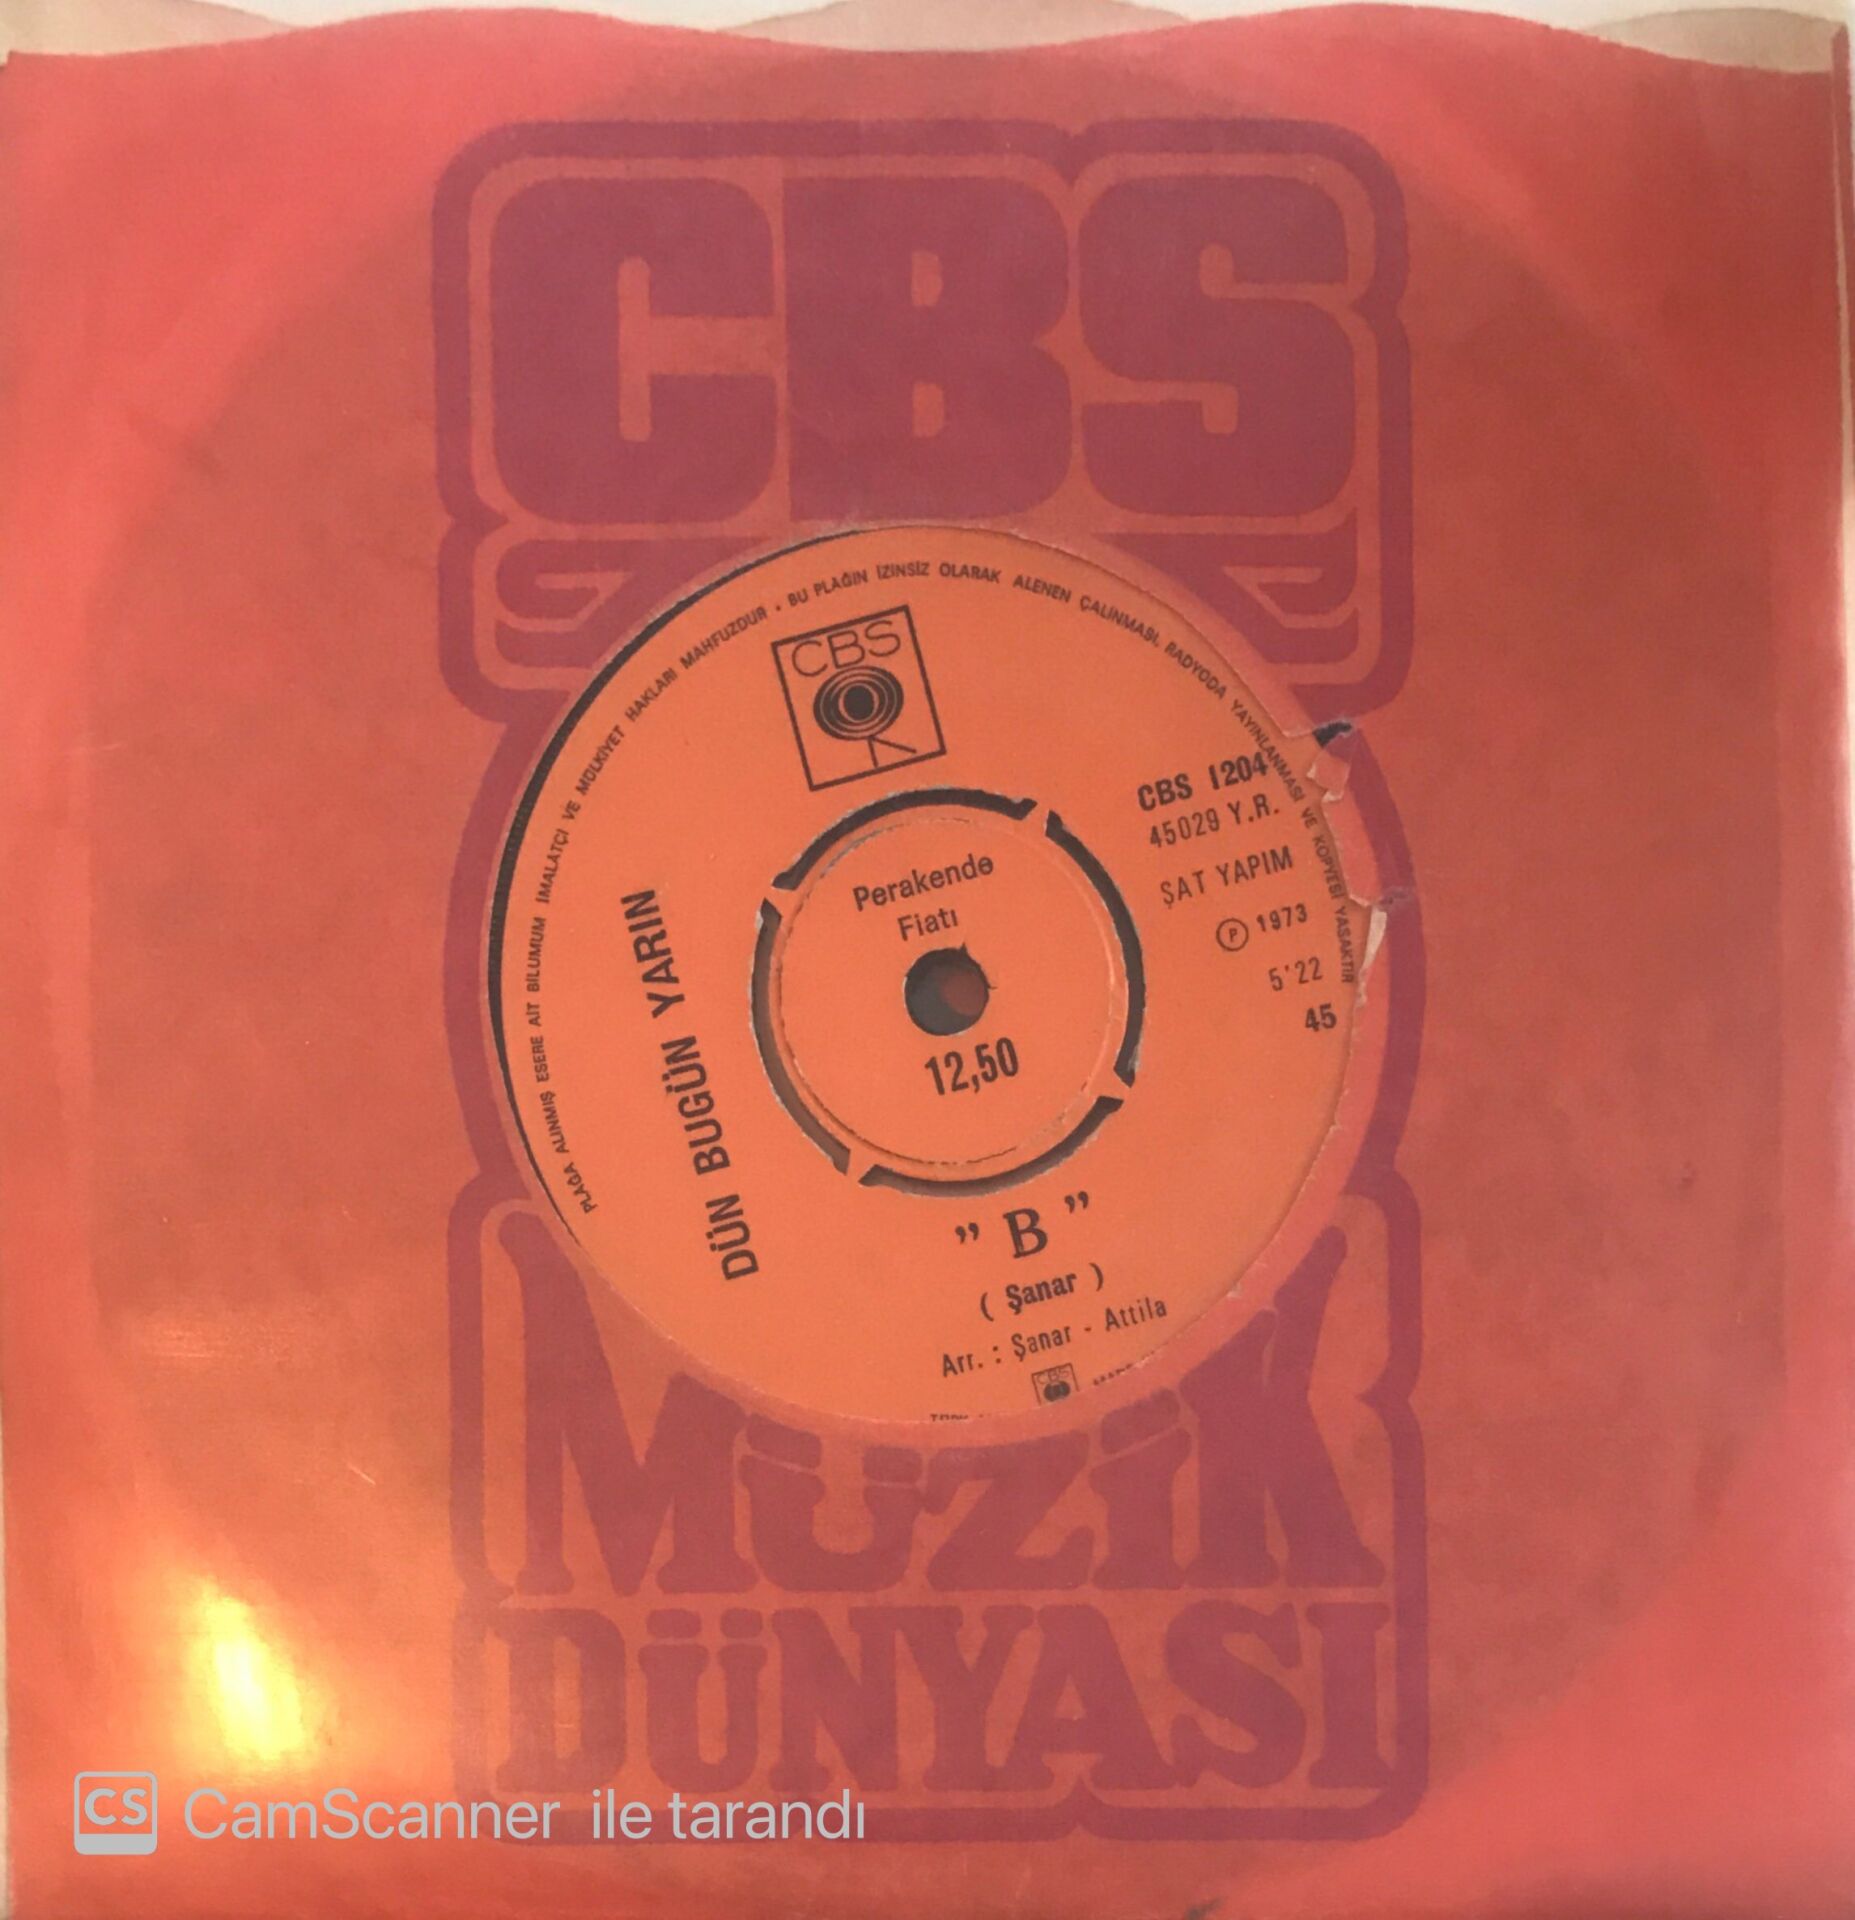 CBS
PLAĞA ALINMIŞ ESERE AİT BİLUMUM İMALATÇI VE MÜLKİYET HAKLARI MAHFUZDUR . BU PLAĞIN İZİNSİZ OLARAK ALENEN ÇALINMASI, RADYODA YAYINLANMASI VE KOPYESİ YASAKTIR
CBS
CBS 1204
45029 Y.R.
ŞAT YAPIM
Ⓟ 1973
5'22
45
Perakende
Fiatı
12,50
DÜN BUGÜN YARIN
" B "
( Şanar )
Arr. : Şanar - Attila
CBS
MÜZİK
DÜNYASI
CS CamScanner ile tarandı